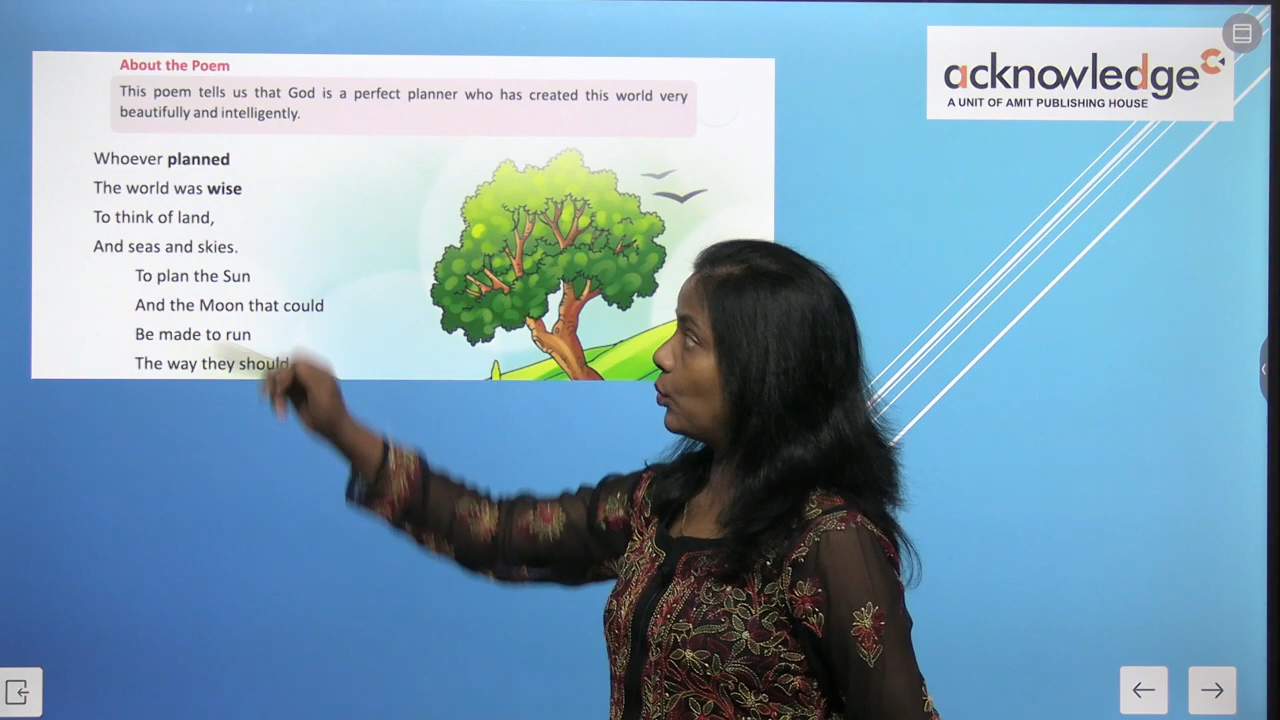 About the Poem
This poem tells us that God is a perfect planner who has created this world very
beautifully and intelligently.
Whoever planned
The world was wise
To think of land,
And seas and skies.
To plan the Sun
And the Moon that could
Be made to run
The way they should
acknowledge
A UNIT OF AMIT PUBLISHING HOUSE